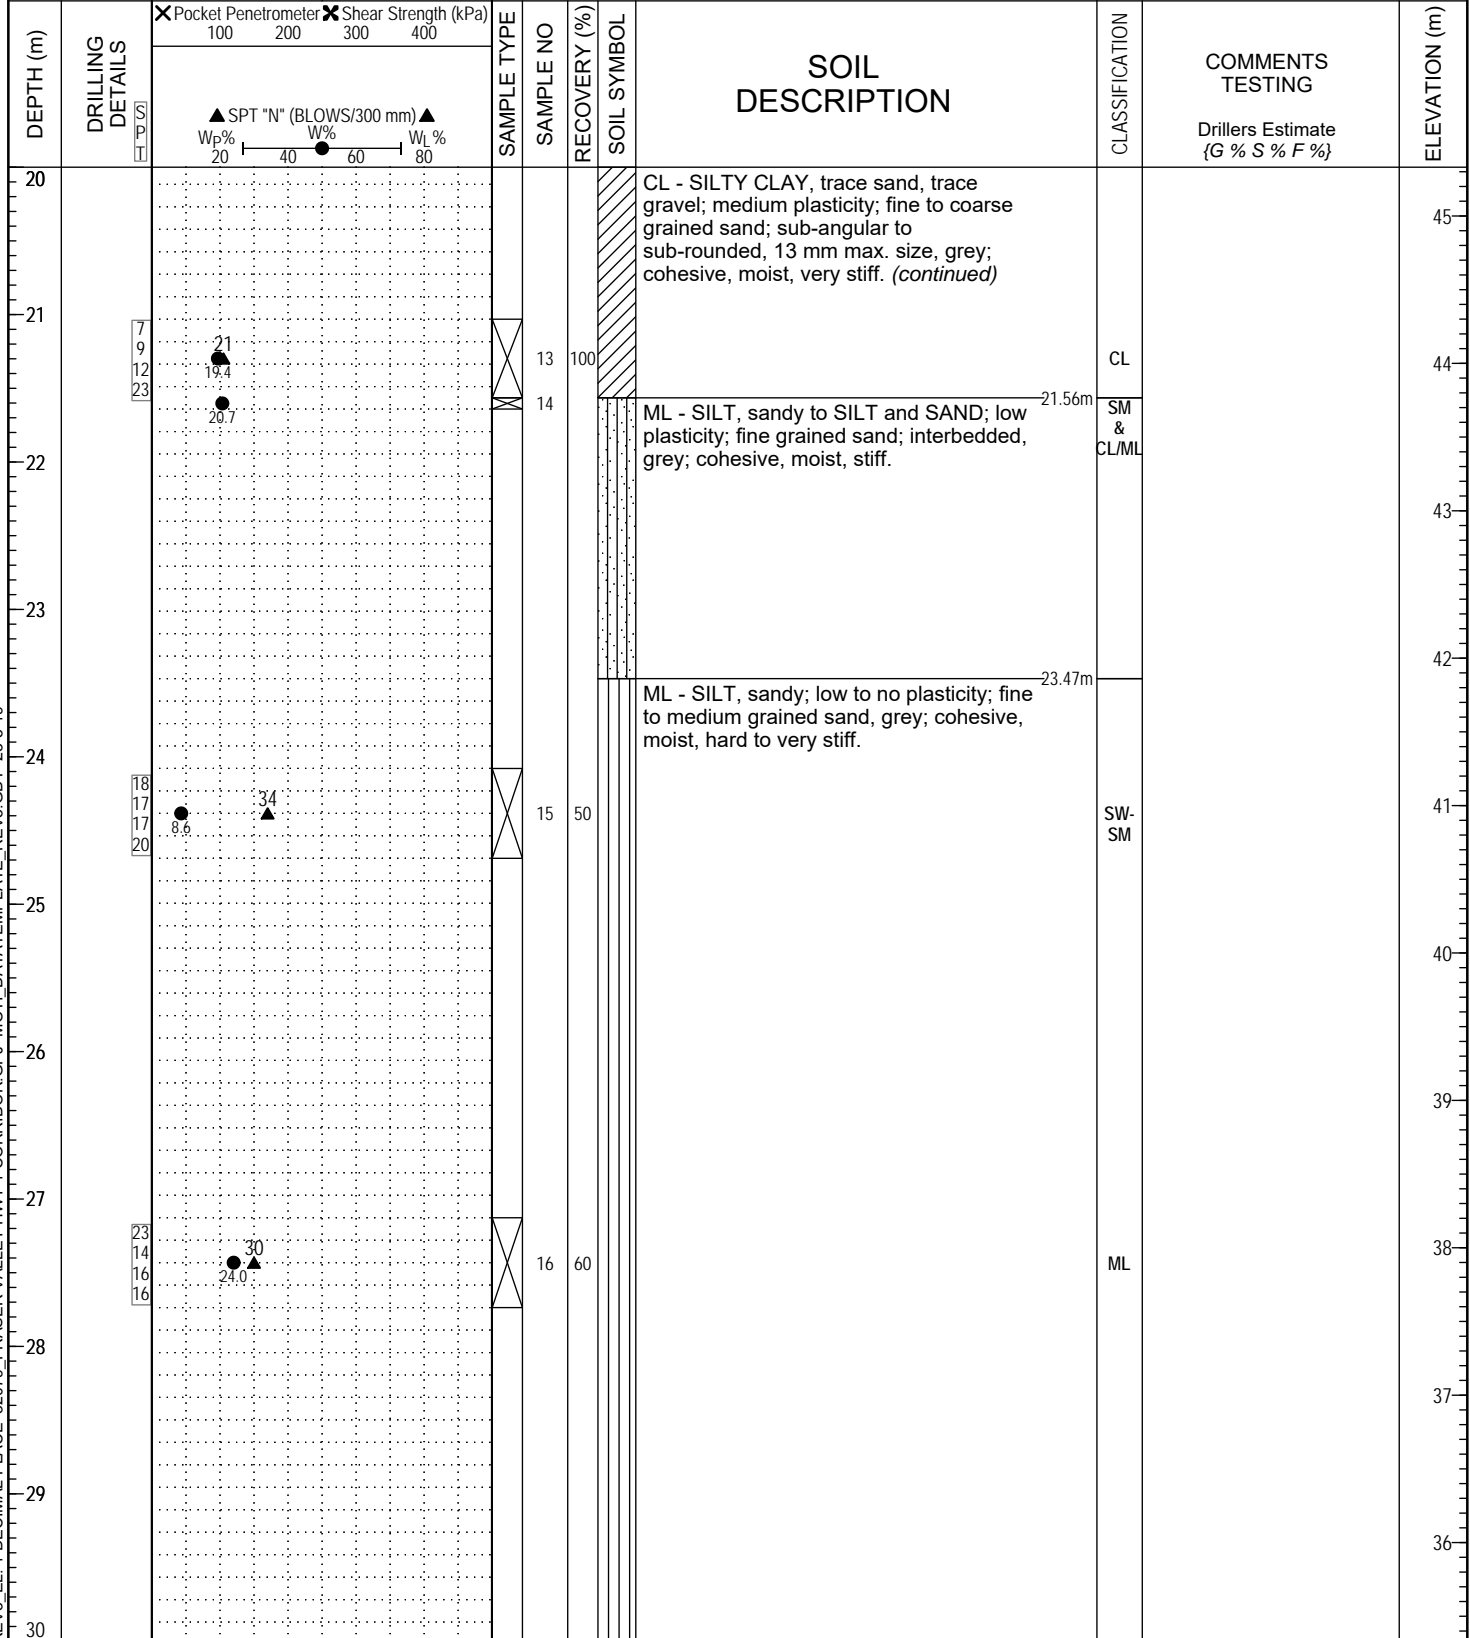 DEPTH (m)
DRILLING
DETAILS
S
P
T
Pocket Penetrometer Shear Strength (kPa)
100 200 300 400
▲ SPT "N" (BLOWS/300 mm) ▲
WP% W% WL%
20 40 60 80
SAMPLE TYPE
SAMPLE NO
RECOVERY (%)
SOIL SYMBOL
SOIL
DESCRIPTION
CLASSIFICATION
COMMENTS
TESTING
Drillers Estimate
{G % S % F %}
ELEVATION (m)
20
CL - SILTY CLAY, trace sand, trace
gravel; medium plasticity; fine to coarse
grained sand; sub-angular to
sub-rounded, 13 mm max. size, grey;
cohesive, moist, very stiff. (continued)
45
21
7
9
12
23
21
19.4
13 100
CL
44
20.7
14
21.56m
ML - SILT, sandy to SILT and SAND; low
plasticity; fine grained sand; interbedded,
grey; cohesive, moist, stiff.
SM
&
CL/ML
22
43
23
42
23.47m
ML - SILT, sandy; low to no plasticity; fine
to medium grained sand, grey; cohesive,
moist, hard to very stiff.
24
18
17
17
20
34
8.6
15 50
SW-
SM
41
25
40
26
39
27
23
14
16
16
30
24.0
16 60
ML
38
28
37
29
36
30